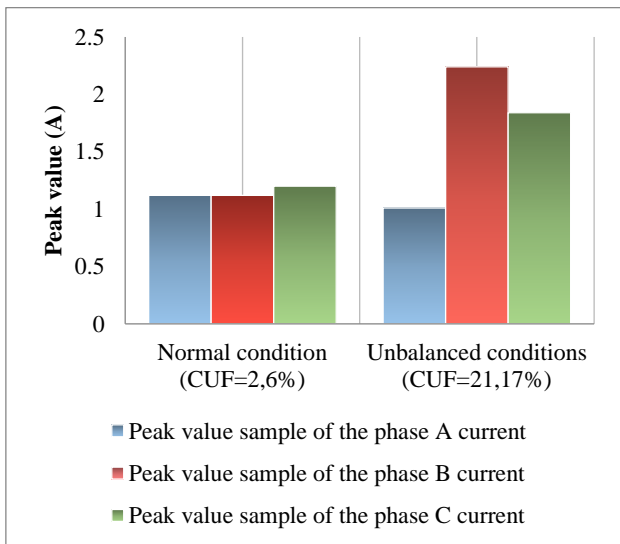 2.5
2
1.5
1
0.5
0
Peak value (A)
Normal condition
(CUF=2,6%)
Unbalanced conditions
(CUF=21,17%)
Peak value sample of the phase A current
Peak value sample of the phase B current
Peak value sample of the phase C current